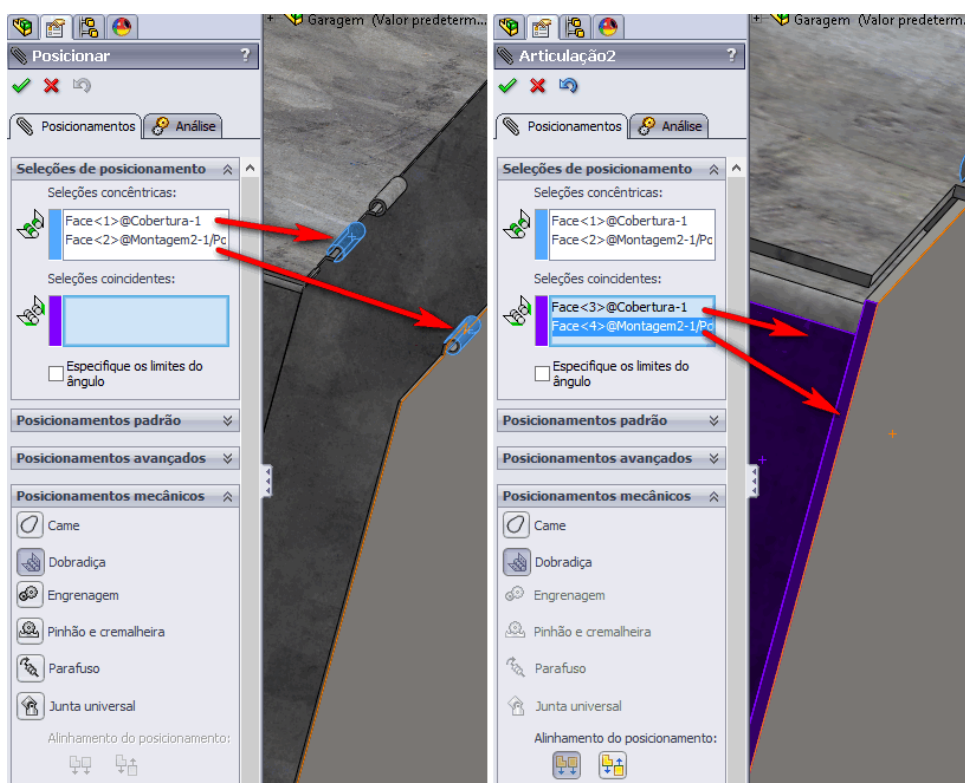 Garagem (Valor predeterm...
Posicionar
?
Posicionamentos
Análise
Seleções de posicionamento
Seleções concêntricas:
Face<1>@Cobertura-1
Face<2>@Montagem2-1/Pc
Seleções coincidentes:
Especifique os limites do
ângulo
Posicionamentos padrão
Posicionamentos avançados
Posicionamentos mecânicos
Came
Dobradiça
Engrenagem
Pinhão e cremalheira
Parafuso
Junta universal
Alinhamento do posicionamento:
Garagem (Valor predeterm.
Articulação2
?
Posicionamentos
Análise
Seleções de posicionamento
Seleções concêntricas:
Face<1>@Cobertura-1
Face<2>@Montagem2-1/Pc
Seleções coincidentes:
Face<3>@Cobertura-1
Face<4>@Montagem2-1/Pc
Especifique os limites do
ângulo
Posicionamentos padrão
Posicionamentos avançados
Posicionamentos mecânicos
Came
Dobradiça
Engrenagem
Pinhão e cremalheira
Parafuso
Junta universal
Alinhamento do posicionamento: